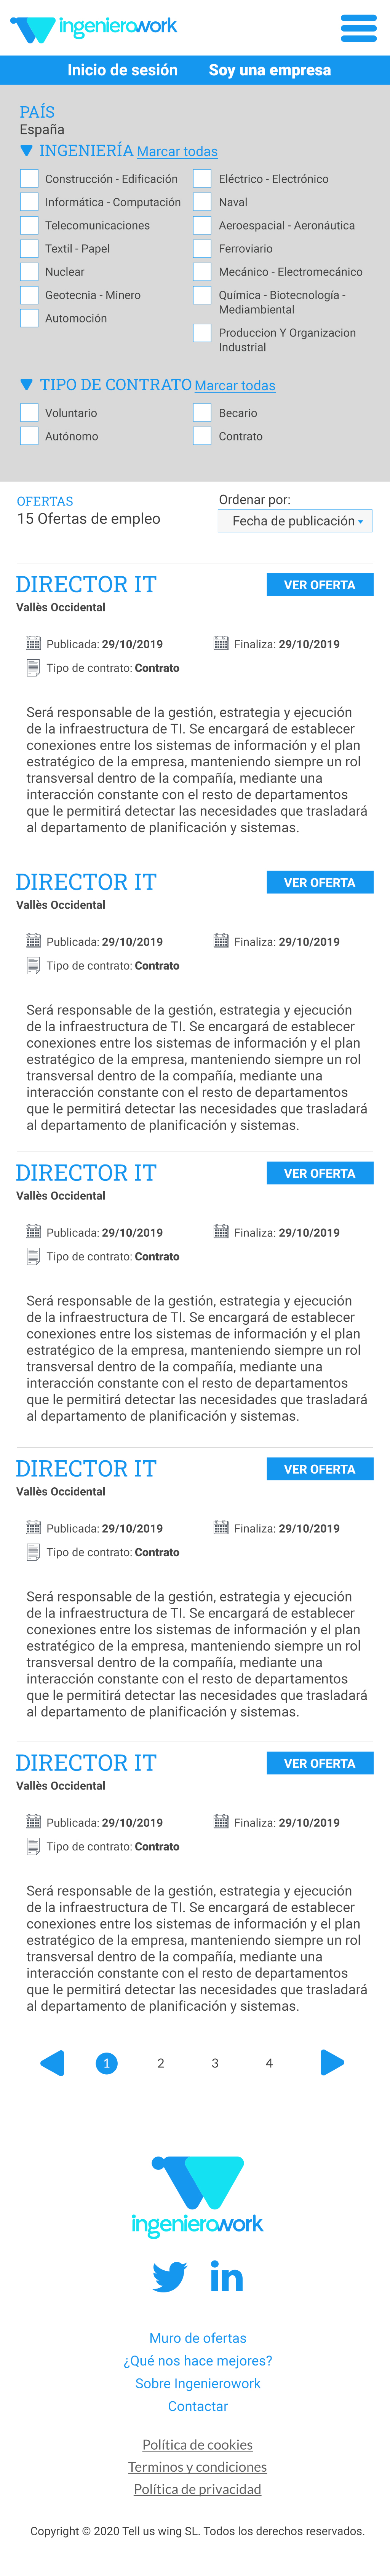 ingenierowork
Inicio de sesión Soy una empresa
PAÍS
España
INGENIERÍA Marcar todas
Construcción - Edificación
Informática - Computación
Telecomunicaciones
Textil - Papel
Nuclear
Geotecnia - Minero
Automoción
Eléctrico - Electrónico
Naval
Aeroespacial - Aeronáutica
Ferroviario
Mecánico - Electromecánico
Química - Biotecnología -
Mediambiental
Produccion Y Organizacion
Industrial
TIPO DE CONTRATO Marcar todas
Voluntario
Autónomo
Becario
Contrato
OFERTAS
15 Ofertas de empleo
Ordenar por:
Fecha de publicación
DIRECTOR IT
VER OFERTA
Vallès Occidental
Publicada: 29/10/2019 Finaliza: 29/10/2019
Tipo de contrato: Contrato
Será responsable de la gestión, estrategia y ejecución
de la infraestructura de TI. Se encargará de establecer
conexiones entre los sistemas de información y el plan
estratégico de la empresa, manteniendo siempre un rol
transversal dentro de la compañía, mediante una
interacción constante con el resto de departamentos
que le permitirá detectar las necesidades que trasladará
al departamento de planificación y sistemas.
DIRECTOR IT
VER OFERTA
Vallès Occidental
Publicada: 29/10/2019 Finaliza: 29/10/2019
Tipo de contrato: Contrato
Será responsable de la gestión, estrategia y ejecución
de la infraestructura de TI. Se encargará de establecer
conexiones entre los sistemas de información y el plan
estratégico de la empresa, manteniendo siempre un rol
transversal dentro de la compañía, mediante una
interacción constante con el resto de departamentos
que le permitirá detectar las necesidades que trasladará
al departamento de planificación y sistemas.
DIRECTOR IT
VER OFERTA
Vallès Occidental
Publicada: 29/10/2019 Finaliza: 29/10/2019
Tipo de contrato: Contrato
Será responsable de la gestión, estrategia y ejecución
de la infraestructura de TI. Se encargará de establecer
conexiones entre los sistemas de información y el plan
estratégico de la empresa, manteniendo siempre un rol
transversal dentro de la compañía, mediante una
interacción constante con el resto de departamentos
que le permitirá detectar las necesidades que trasladará
al departamento de planificación y sistemas.
DIRECTOR IT
VER OFERTA
Vallès Occidental
Publicada: 29/10/2019 Finaliza: 29/10/2019
Tipo de contrato: Contrato
Será responsable de la gestión, estrategia y ejecución
de la infraestructura de TI. Se encargará de establecer
conexiones entre los sistemas de información y el plan
estratégico de la empresa, manteniendo siempre un rol
transversal dentro de la compañía, mediante una
interacción constante con el resto de departamentos
que le permitirá detectar las necesidades que trasladará
al departamento de planificación y sistemas.
DIRECTOR IT
VER OFERTA
Vallès Occidental
Publicada: 29/10/2019 Finaliza: 29/10/2019
Tipo de contrato: Contrato
Será responsable de la gestión, estrategia y ejecución
de la infraestructura de TI. Se encargará de establecer
conexiones entre los sistemas de información y el plan
estratégico de la empresa, manteniendo siempre un rol
transversal dentro de la compañía, mediante una
interacción constante con el resto de departamentos
que le permitirá detectar las necesidades que trasladará
al departamento de planificación y sistemas.
1 2 3 4
ingenierowork
in
Muro de ofertas
¿Qué nos hace mejores?
Sobre Ingenierowork
Contactar
Política de cookies
Terminos y condiciones
Política de privacidad
Copyright © 2020 Tell us wing SL. Todos los derechos reservados.